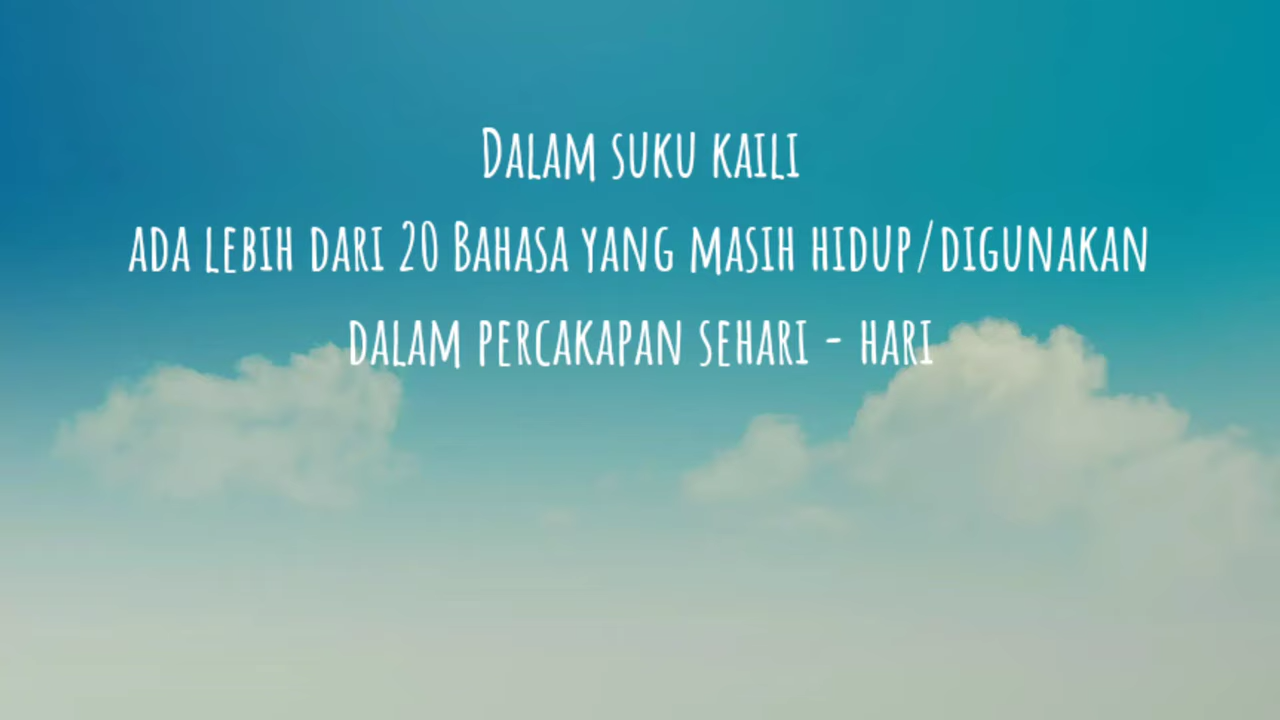 Dalam suku kaili
ada lebih dari 20 Bahasa yang masih hidup/digunakan
dalam percakapan sehari - hari